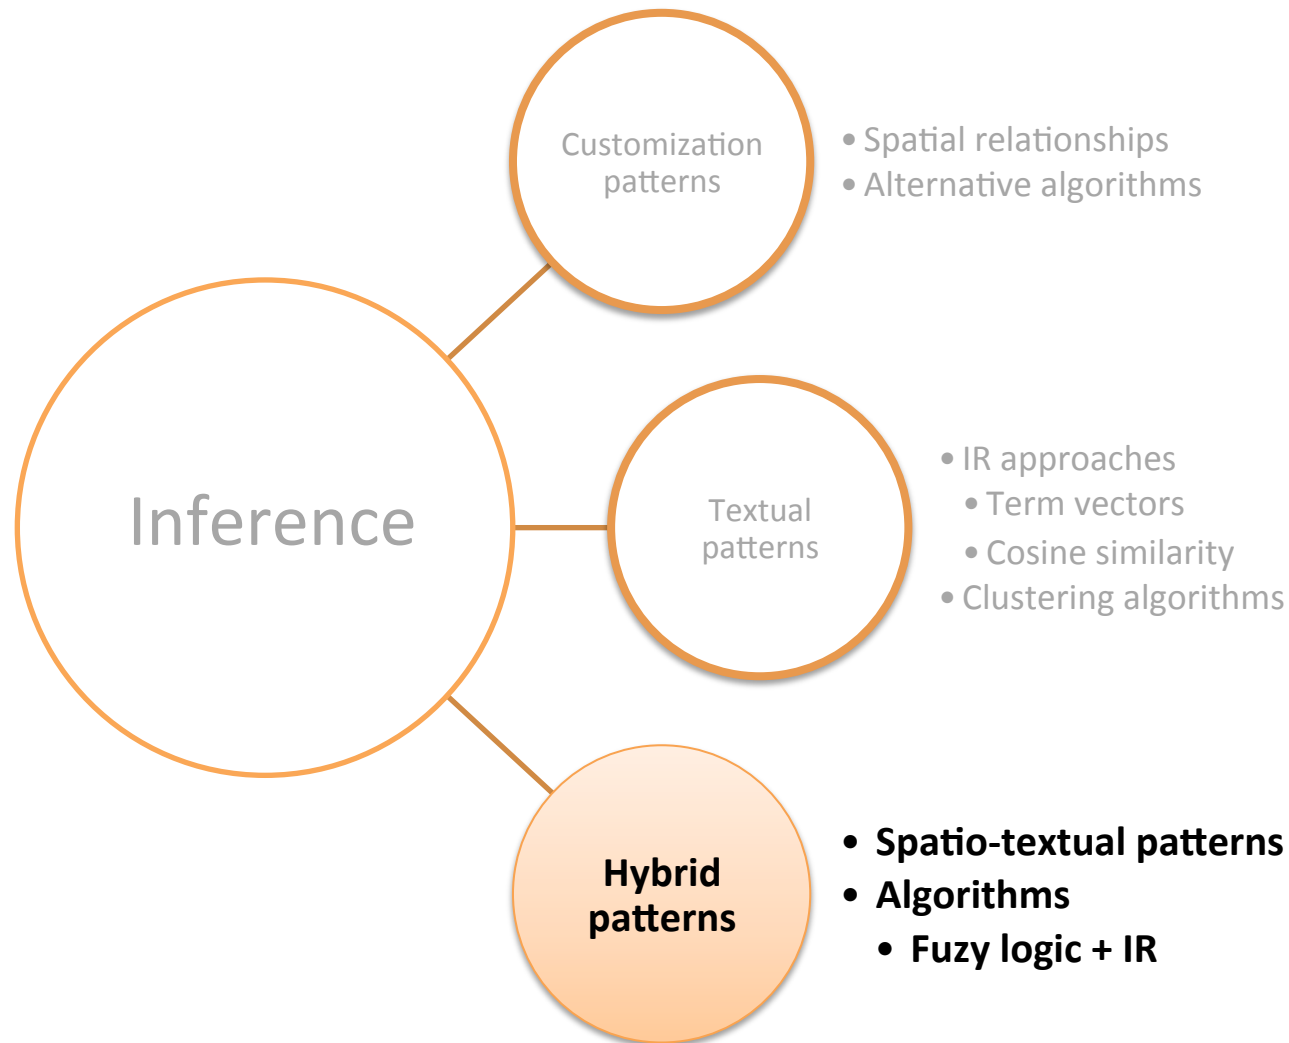 Customization
patterns
• Spatial relationships
• Alternative algorithms
Inference
Textual
patterns
• IR approaches
• Term vectors
• Cosine similarity
• Clustering algorithms
Hybrid
patterns
• Spatio-textual patterns
• Algorithms
• Fuzy logic + IR